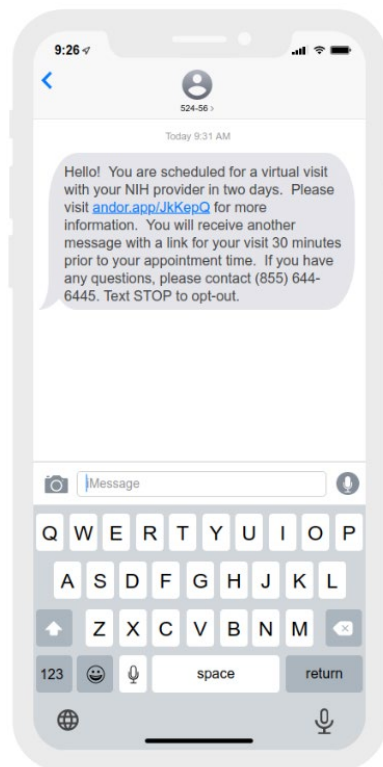 9:26
524-56 >
Today 9:31 AM
Hello!  You are scheduled for a virtual visit
with your NIH provider in two days.  Please
visit andor.app/JkKepQ for more
information.  You will receive another
message with a link for your visit 30 minutes
prior to your appointment time.  If you have
any questions, please contact (855) 644-
6445. Text STOP to opt-out.
iMessage
Q W E R T Y U I O P
A S D F G H J K L
Z X C V B N M
123 space return